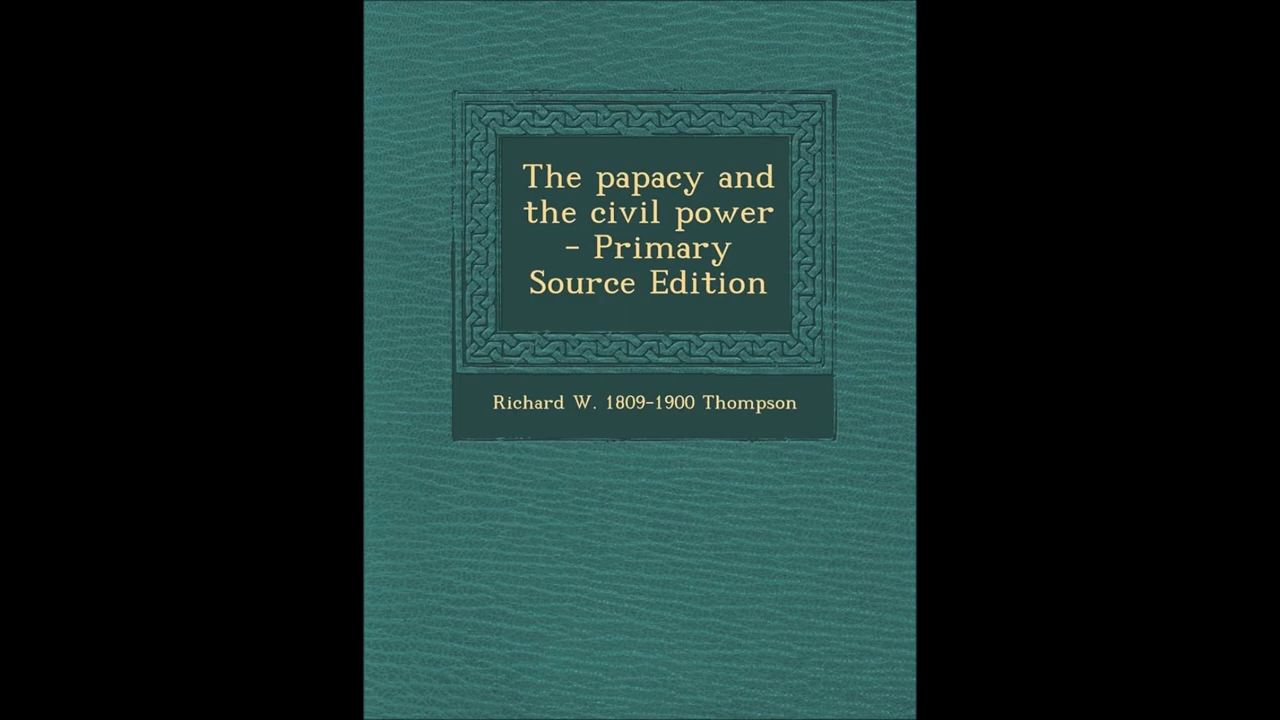 The papacy and
the civil power
- Primary
Source Edition
Richard W. 1809-1900 Thompson